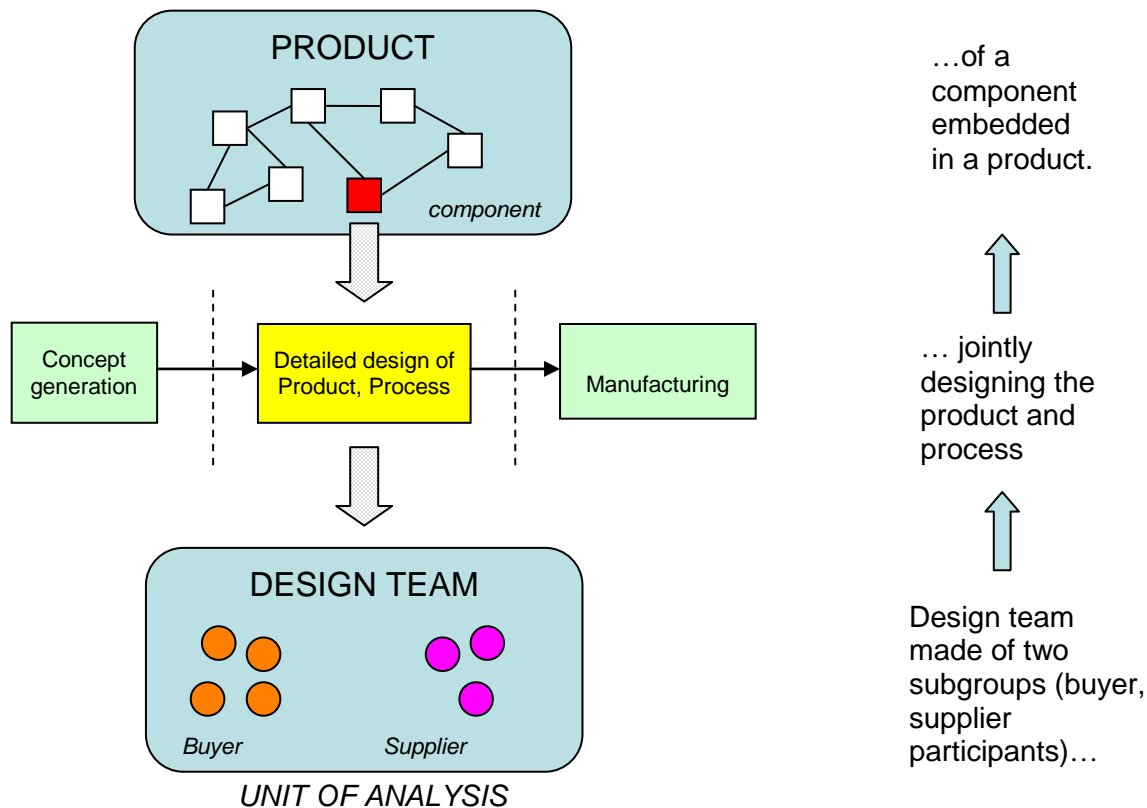 PRODUCT
component
Concept
generation
Detailed design of
Product, Process
Manufacturing
DESIGN TEAM
Buyer
Supplier
UNIT OF ANALYSIS
…of a
component
embedded
in a product.
… jointly
designing the
product and
process
Design team
made of two
subgroups (buyer,
supplier
participants)…